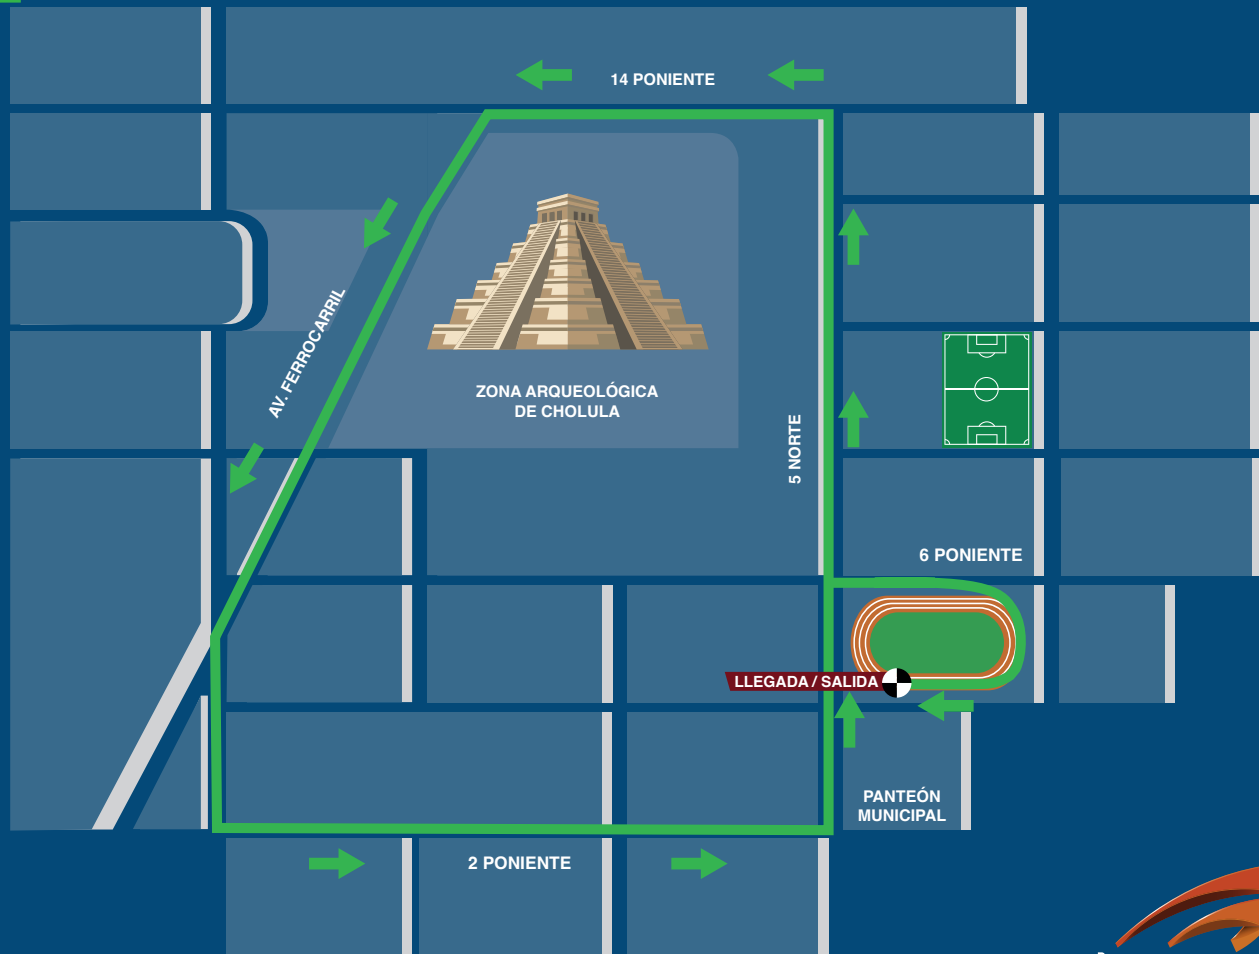 14 PONIENTE
AV. FERROCARRIL
ZONA ARQUEOLÓGICA
DE CHOLULA
5 NORTE
6 PONIENTE
LLEGADA / SALIDA
PANTEÓN
MUNICIPAL
2 PONIENTE